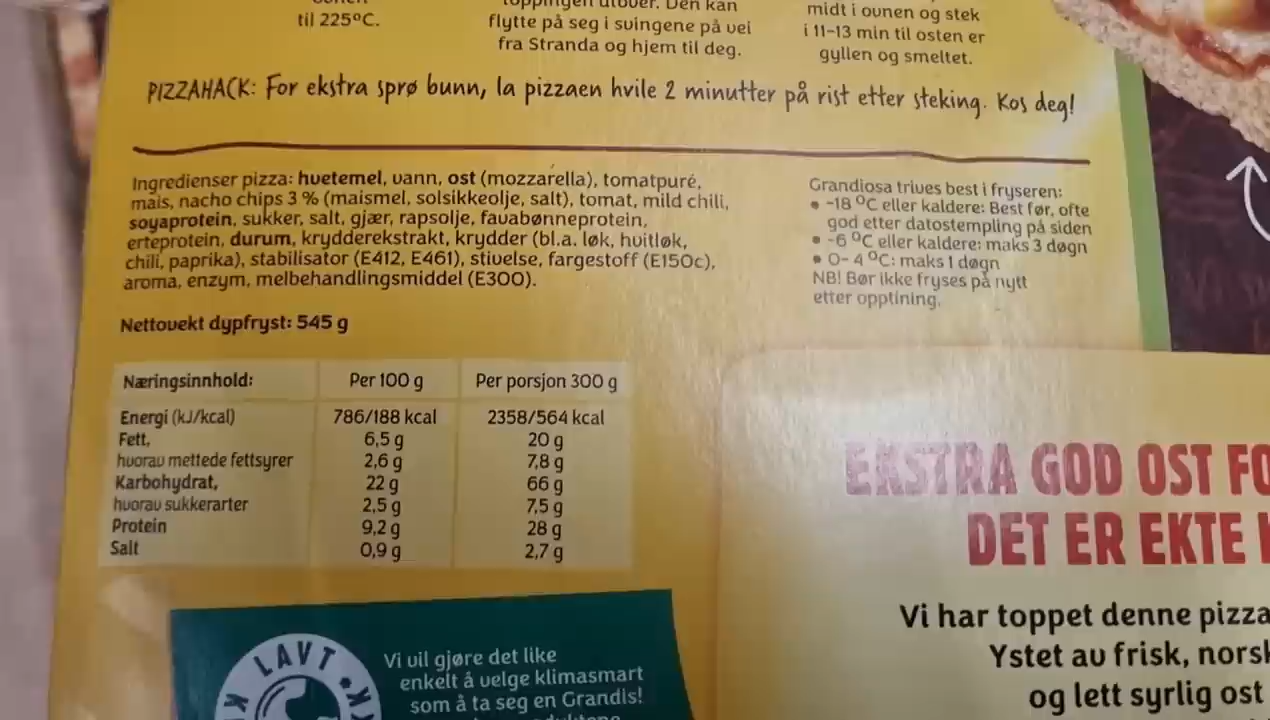 til 225°C.
toppingen utover. Den kan
flytte på seg i svingene på vei
fra Stranda og hjem til deg.
midt i ovnen og stek
i 11-13 min til osten er
gyllen og smeltet.
PIZZAHACK: For ekstra sprø bunn, la pizzaen hvile 2 minutter på rist etter steking. Kos deg!
Ingredienser pizza: hvetemel, vann, ost (mozzarella), tomatpuré,
mais, nacho chips 3 % (maismel, solsikkeolje, salt), tomat, mild chili,
soyaprotein, sukker, salt, gjær, rapsolje, favabønneprotein,
erteprotein, durum, krydderekstrakt, krydder (bl.a. løk, hvitløk,
chili, paprika), stabilisator (E412, E461), stivelse, fargestoff (E150c),
aroma, enzym, melbehandlingsmiddel (E300).
Nettovekt dypfryst: 545 g
Grandiosa trives best i fryseren:
• -18 °C eller kaldere: Best før, ofte
god etter datostempling på siden
• -6 °C eller kaldere: maks 3 døgn
• 0- 4 °C: maks 1 døgn
NB! Bør ikke fryses på nytt
etter opptining.
Næringsinnhold: Per 100 g Per porsjon 300 g
Energi (kJ/kcal) 786/188 kcal 2358/564 kcal
Fett, 6,5 g 20 g
hvorav mettede fettsyrer 2,6 g 7,8 g
Karbohydrat, 22 g 66 g
hvorav sukkerarter 2,5 g 7,5 g
Protein 9,2 g 28 g
Salt 0,9 g 2,7 g
EKSTRA GOD OST FO
DET ER EKTE
Vi har toppet denne pizza
Ystet av frisk, norsk
og lett syrlig ost
LAVT
Vi vil gjøre det like
enkelt å velge klimasmart
som å ta seg en Grandis!